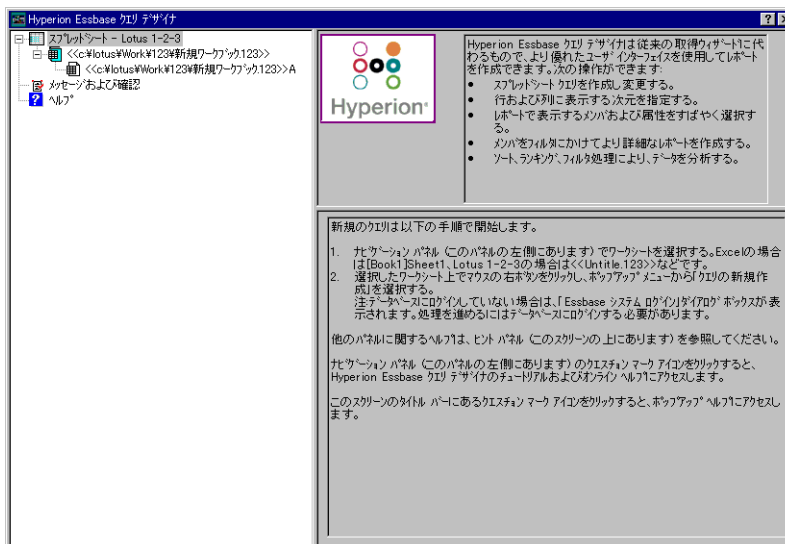 Hyperion Essbase クエリ デザイナ
スプレッドシート - Lotus 1-2-3
<<c:¥lotus¥Work¥123¥新規ワークブック.123>>
<<c:¥lotus¥Work¥123¥新規ワークブック.123>>A
メッセージおよび確認
ヘルプ
Hyperion®
Hyperion Essbase クエリ デザイナは従来の取得ウィザードに代
わるもので、より優れたユーザ インターフェイスを使用してレポート
を作成できます。次の操作ができます:
• スプレッドシート クエリを作成し変更する。
• 行および列に表示する次元を指定する。
• レポートで表示するメンバおよび属性をすばやく選択す
る。
• メンバをフィルタにかけてより詳細なレポートを作成する。
• ソート、ランキング、フィルタ処理により、データを分析する。
新規のクエリは以下の手順で開始します。
1. ナビゲーション パネル (このパネルの左側にあります) でワークシートを選択する。Excelの場合
は[Book1]Sheet1、Lotus 1-2-3の場合は<<Untitle.123>>などです。
2. 選択したワークシート上でマウスの右ボタンをクリックし、ポップアップ メニューから「クエリの新規作
成」を選択する。
注:データベースにログインしていない場合は、「Essbase システム ログイン」ダイアログ ボックスが表
示されます。処理を進めるにはデータベースにログインする必要があります。
他のパネルに関するヘルプは、ヒント パネル (このスクリーンの上にあります) を参照してください。
ナビゲーション パネル (このパネルの左側にあります) のクエスチョン マーク アイコンをクリックすると、
Hyperion Essbase クエリ デザイナのチュートリアルおよびオンライン ヘルプにアクセスします。
このスクリーンのタイトル バーにあるクエスチョン マーク アイコンをクリックすると、ポップアップ ヘルプにアクセスし
ます。